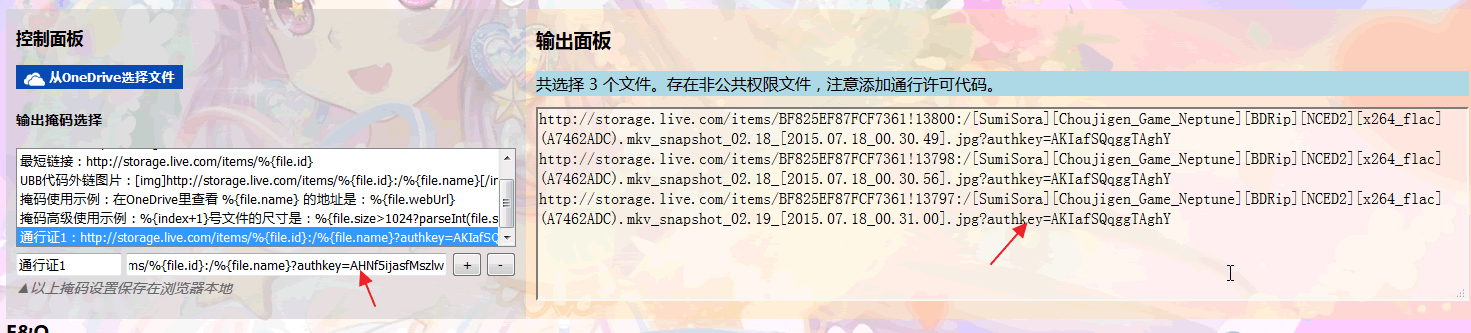 控制面板
从OneDrive选择文件
输出掩码选择
最短链接：http://storage.live.com/items/%{file.id}
UBB代码外链图片：[img]http://storage.live.com/items/%{file.id}:/%{file.name}[/in
掩码使用示例：在OneDrive里查看 %{file.name} 的地址是：%{file.webUrl}
掩码高级使用示例：%{index+1}号文件的尺寸是：%{file.size>1024?parseInt(file.s
通行证1：http://storage.live.com/items/%{file.id}:/%{file.name}?authkey=AKIafSQ
通行证1 ms/%{file.id}:/%{file.name}?authkey=AHNf5ijasfMszlw + -
▲以上掩码设置保存在浏览器本地
输出面板
共选择 3 个文件。存在非公共权限文件，注意添加通行许可代码。
http://storage.live.com/items/BF825EF87FCF7361!13800:/[SumiSora][Choujigen_Game_Neptune][BDRip][NCED2][x264_flac]
(A7462ADC).mkv_snapshot_02.18_[2015.07.18_00.30.49].jpg?authkey=AKIafSQqggTAghY
http://storage.live.com/items/BF825EF87FCF7361!13798:/[SumiSora][Choujigen_Game_Neptune][BDRip][NCED2][x264_flac]
(A7462ADC).mkv_snapshot_02.18_[2015.07.18_00.30.56].jpg?authkey=AKIafSQqggTAghY
http://storage.live.com/items/BF825EF87FCF7361!13797:/[SumiSora][Choujigen_Game_Neptune][BDRip][NCED2][x264_flac]
(A7462ADC).mkv_snapshot_02.19_[2015.07.18_00.31.00].jpg?authkey=AKIafSQqggTAghY